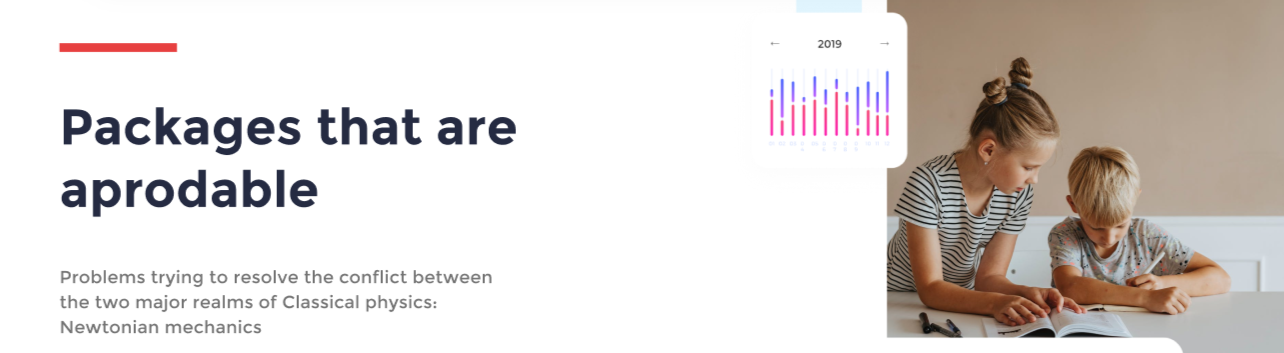 Packages that are
aprodable
Problems trying to resolve the conflict between
the two major realms of Classical physics:
Newtonian mechanics
← 2019 →